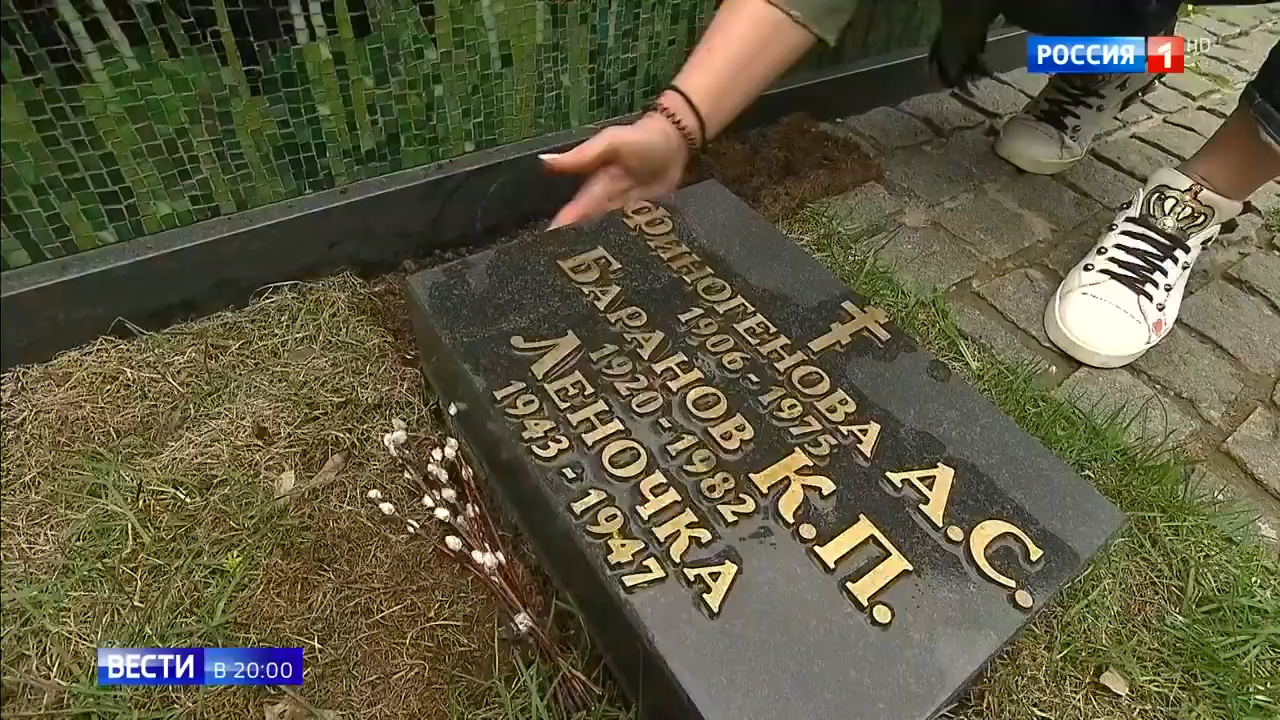 РОССИЯ 1 HD
ФИНОГЕНОВА А.С.
1906-1975
БАРАНОВ К.П.
1920-1982
ЛЕНОЧКА
1943-1947
ВЕСТИ В 20:00